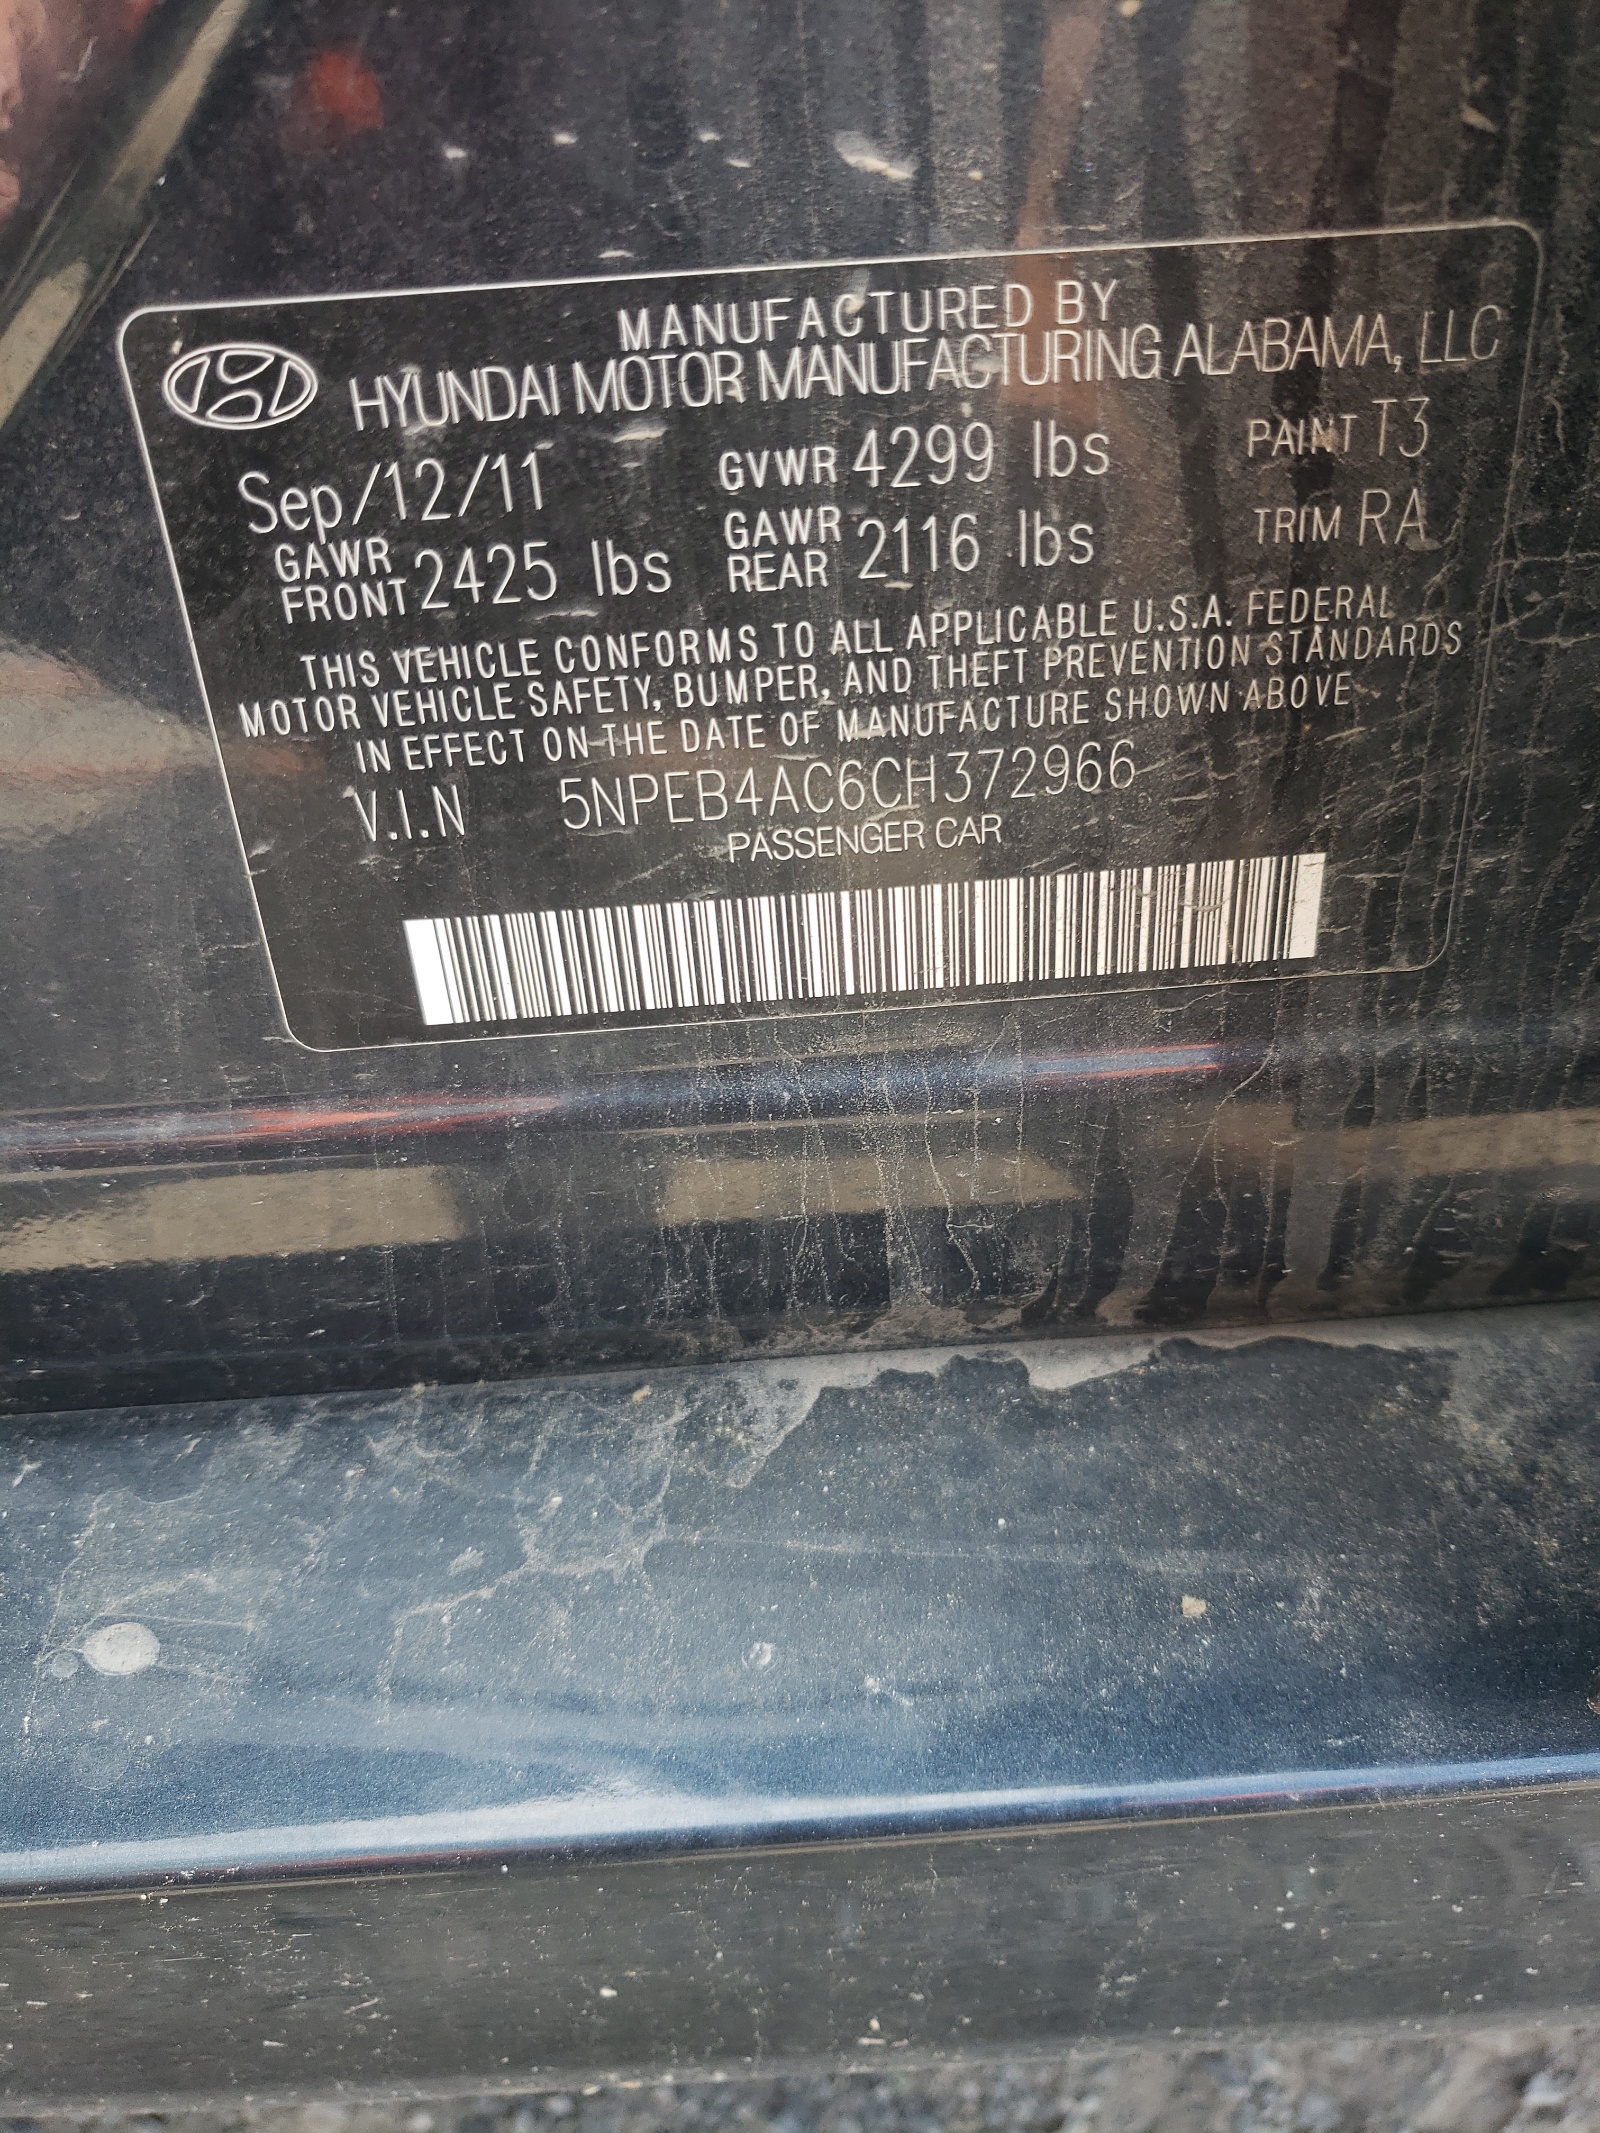 MANUFACTURED BY
HYUNDAI MOTOR MANUFACTURING ALABAMA, LLC
Sep/12/11 GVWR 4299 lbs PAINT T3
GAWR FRONT 2425 lbs GAWR REAR 2116 lbs TRIM RA
THIS VEHICLE CONFORMS TO ALL APPLICABLE U.S.A. FEDERAL
MOTOR VEHICLE SAFETY, BUMPER, AND THEFT PREVENTION STANDARDS
IN EFFECT ON THE DATE OF MANUFACTURE SHOWN ABOVE
V.I.N 5NPEB4AC6CH372966
PASSENGER CAR